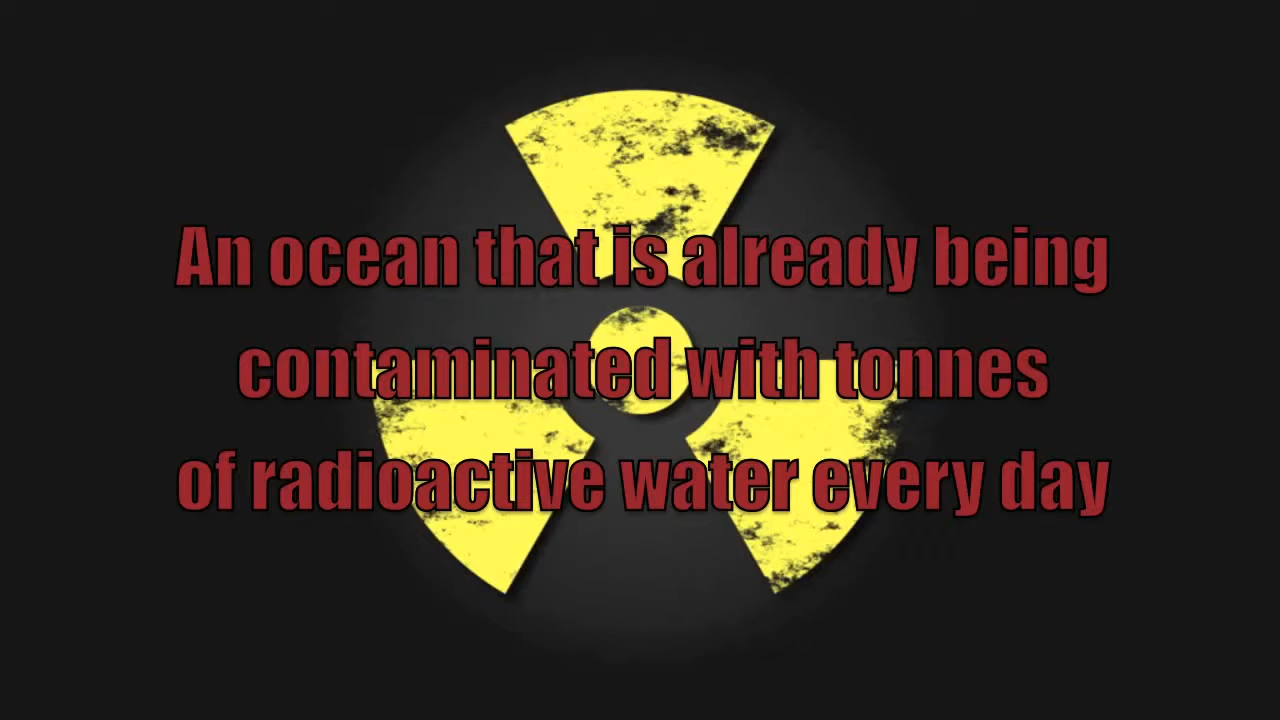 An ocean that is already being
contaminated with tonnes
of radioactive water every day